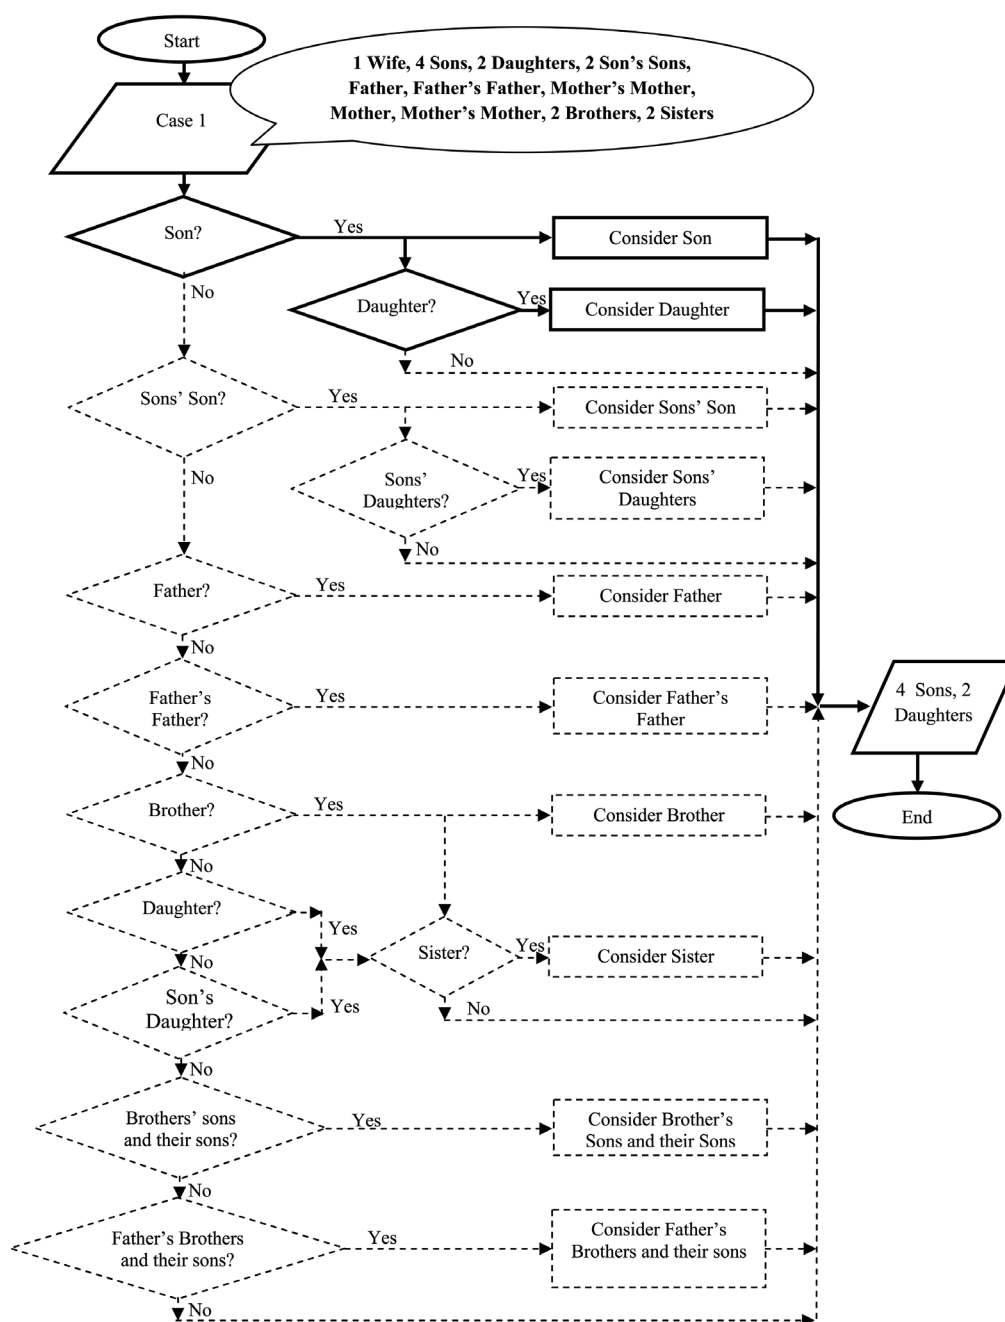 Start
1 Wife, 4 Sons, 2 Daughters, 2 Son's Sons,
Father, Father's Father, Mother's Mother,
Mother, Mother's Mother, 2 Brothers, 2 Sisters
Case 1
Son?
Yes
Consider Son
No
Daughter?
Yes
Consider Daughter
No
Sons' Son?
Yes
Consider Sons' Son
No
Sons'
Daughters?
Yes
Consider Sons'
Daughters
No
Father?
Yes
Consider Father
No
Father's
Father?
Yes
Consider Father's
Father
4 Sons, 2
Daughters
No
Brother?
Yes
Consider Brother
End
No
Daughter?
Yes
Sister?
Yes
Consider Sister
No
Son's
Daughter?
Yes
No
No
Brothers' sons
and their sons?
Yes
Consider Brother's
Sons and their Sons
No
Father's Brothers
and their sons?
Yes
Consider Father's
Brothers and their sons
No